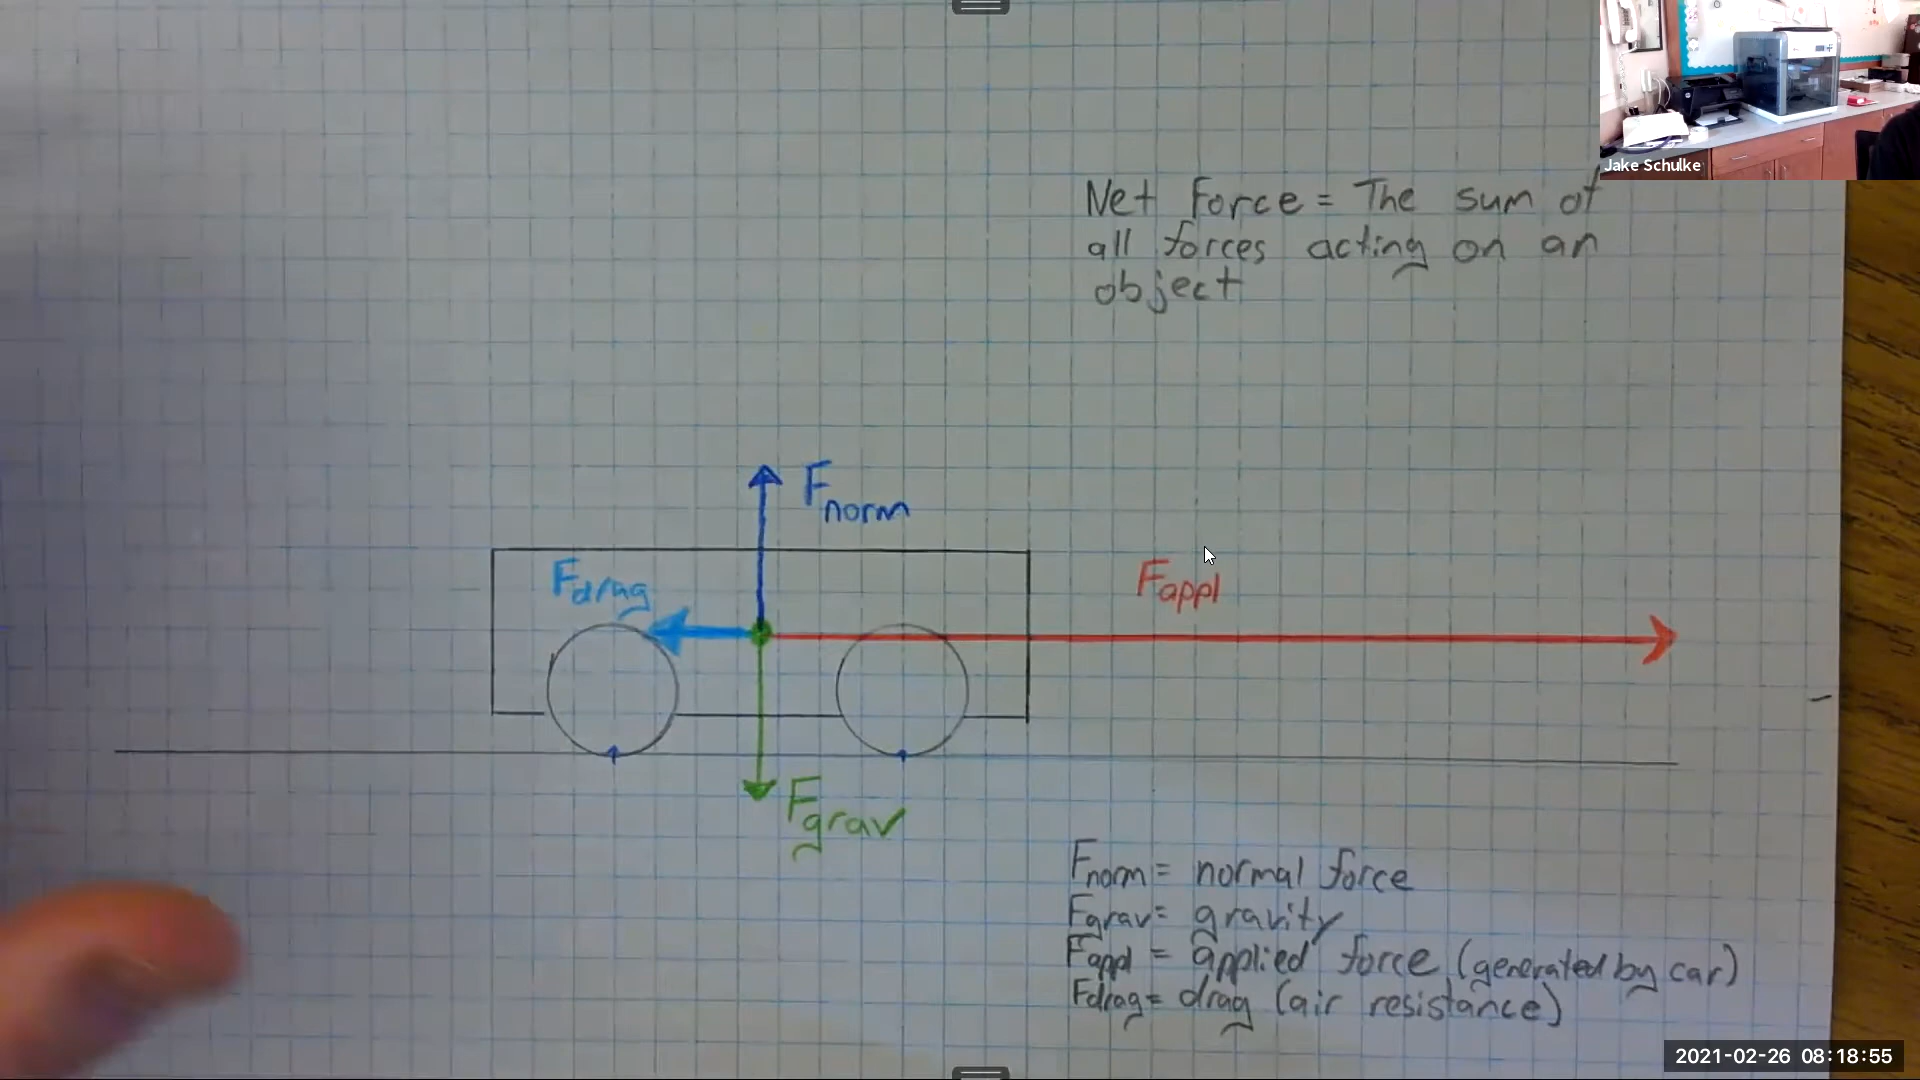 Jake Schulke
Net Force = The sum of
all forces acting on an
object
Fnorm
Fdrag
Fappl
Fgrav
Fnorm = normal force
Fgrav = gravity
Fappl = applied force (generated by car)
Fdrag = drag (air resistance)
2021-02-26 08:18:55